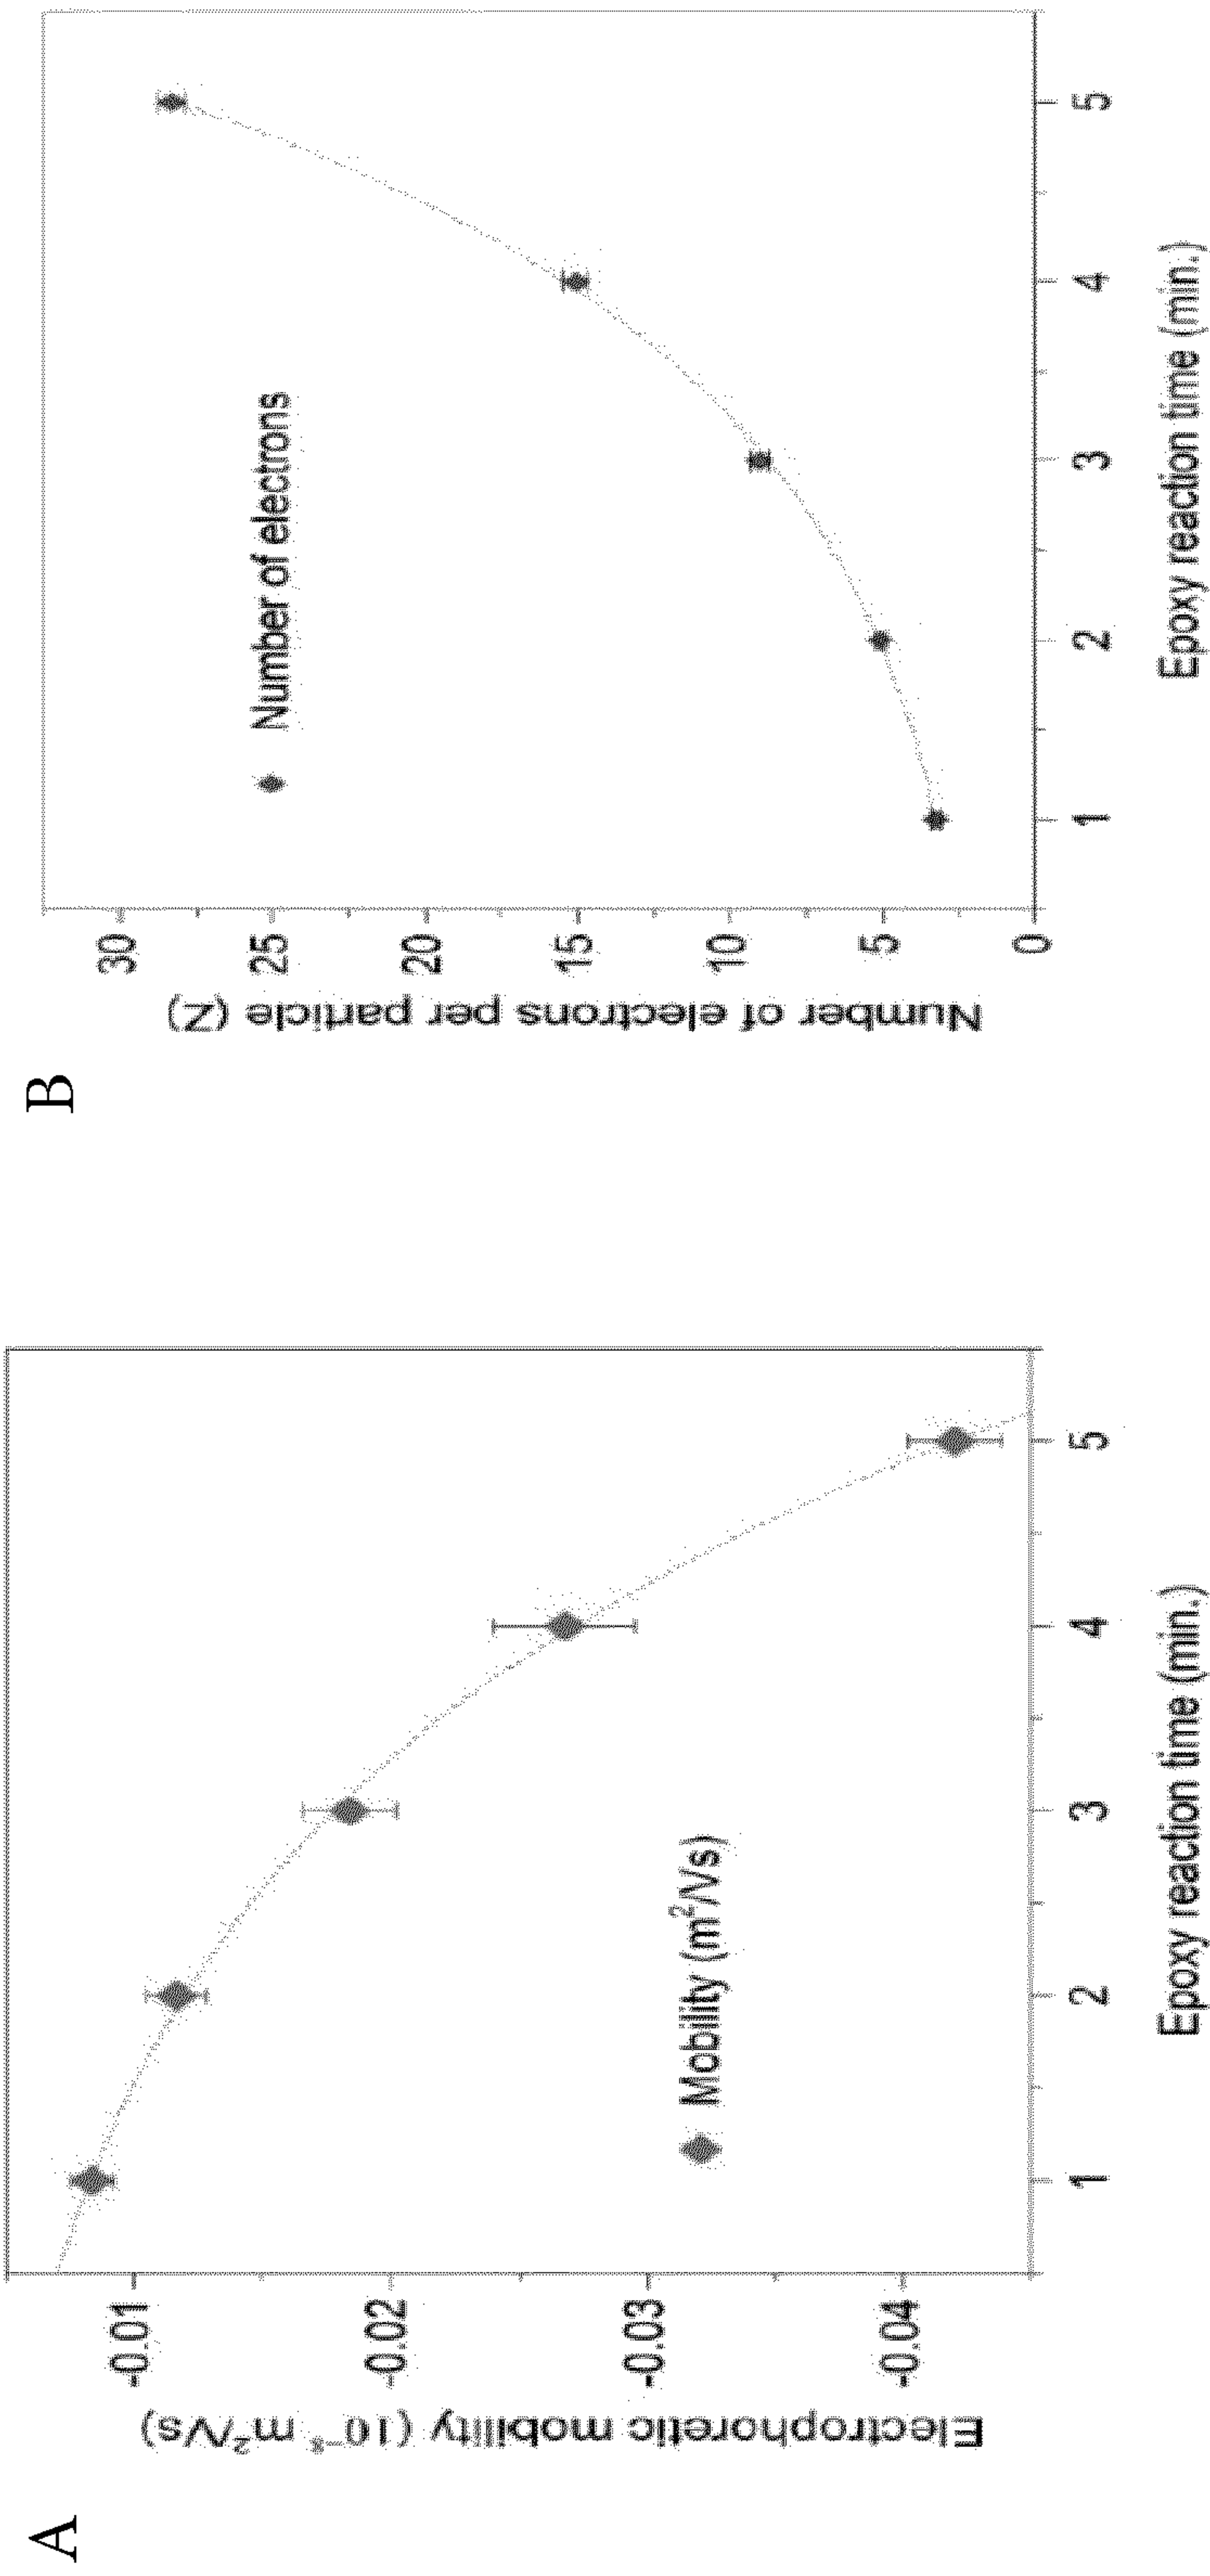 A
Electrophoretic mobility (10⁻⁸ m²/Vs)
-0.01
-0.02
-0.03
-0.04
Mobility (m²/Vs)
1 2 3 4 5
Epoxy reaction time (min.)
B
Number of electrons per particle (Z)
30
25
20
15
10
5
0
Number of electrons
1 2 3 4 5
Epoxy reaction time (min.)